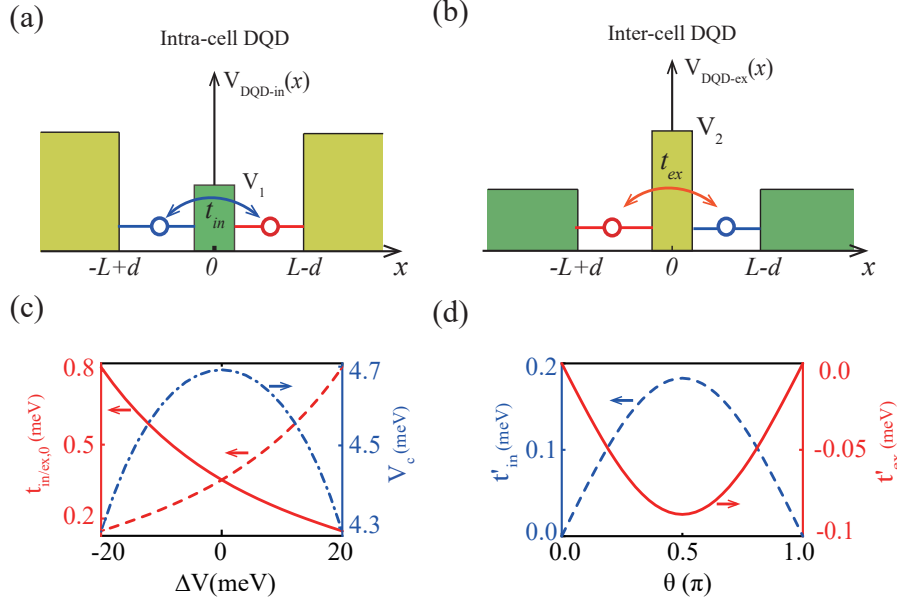 (a)
Intra-cell DQD
V_DQD-in(x)
V_1
t_in
-L+d 0 L-d x
(b)
Inter-cell DQD
V_DQD-ex(x)
V_2
t_ex
-L+d 0 L-d x
(c)
0.8
0.5
0.2
t_in/ex,0 (meV)
4.7
4.5
4.3
V_c (meV)
-20 0 20
ΔV(meV)
(d)
0.2
0.1
0.0
t'_in (meV)
0.0
-0.05
-0.1
t'_ex (meV)
0.0 0.5 1.0
θ (π)